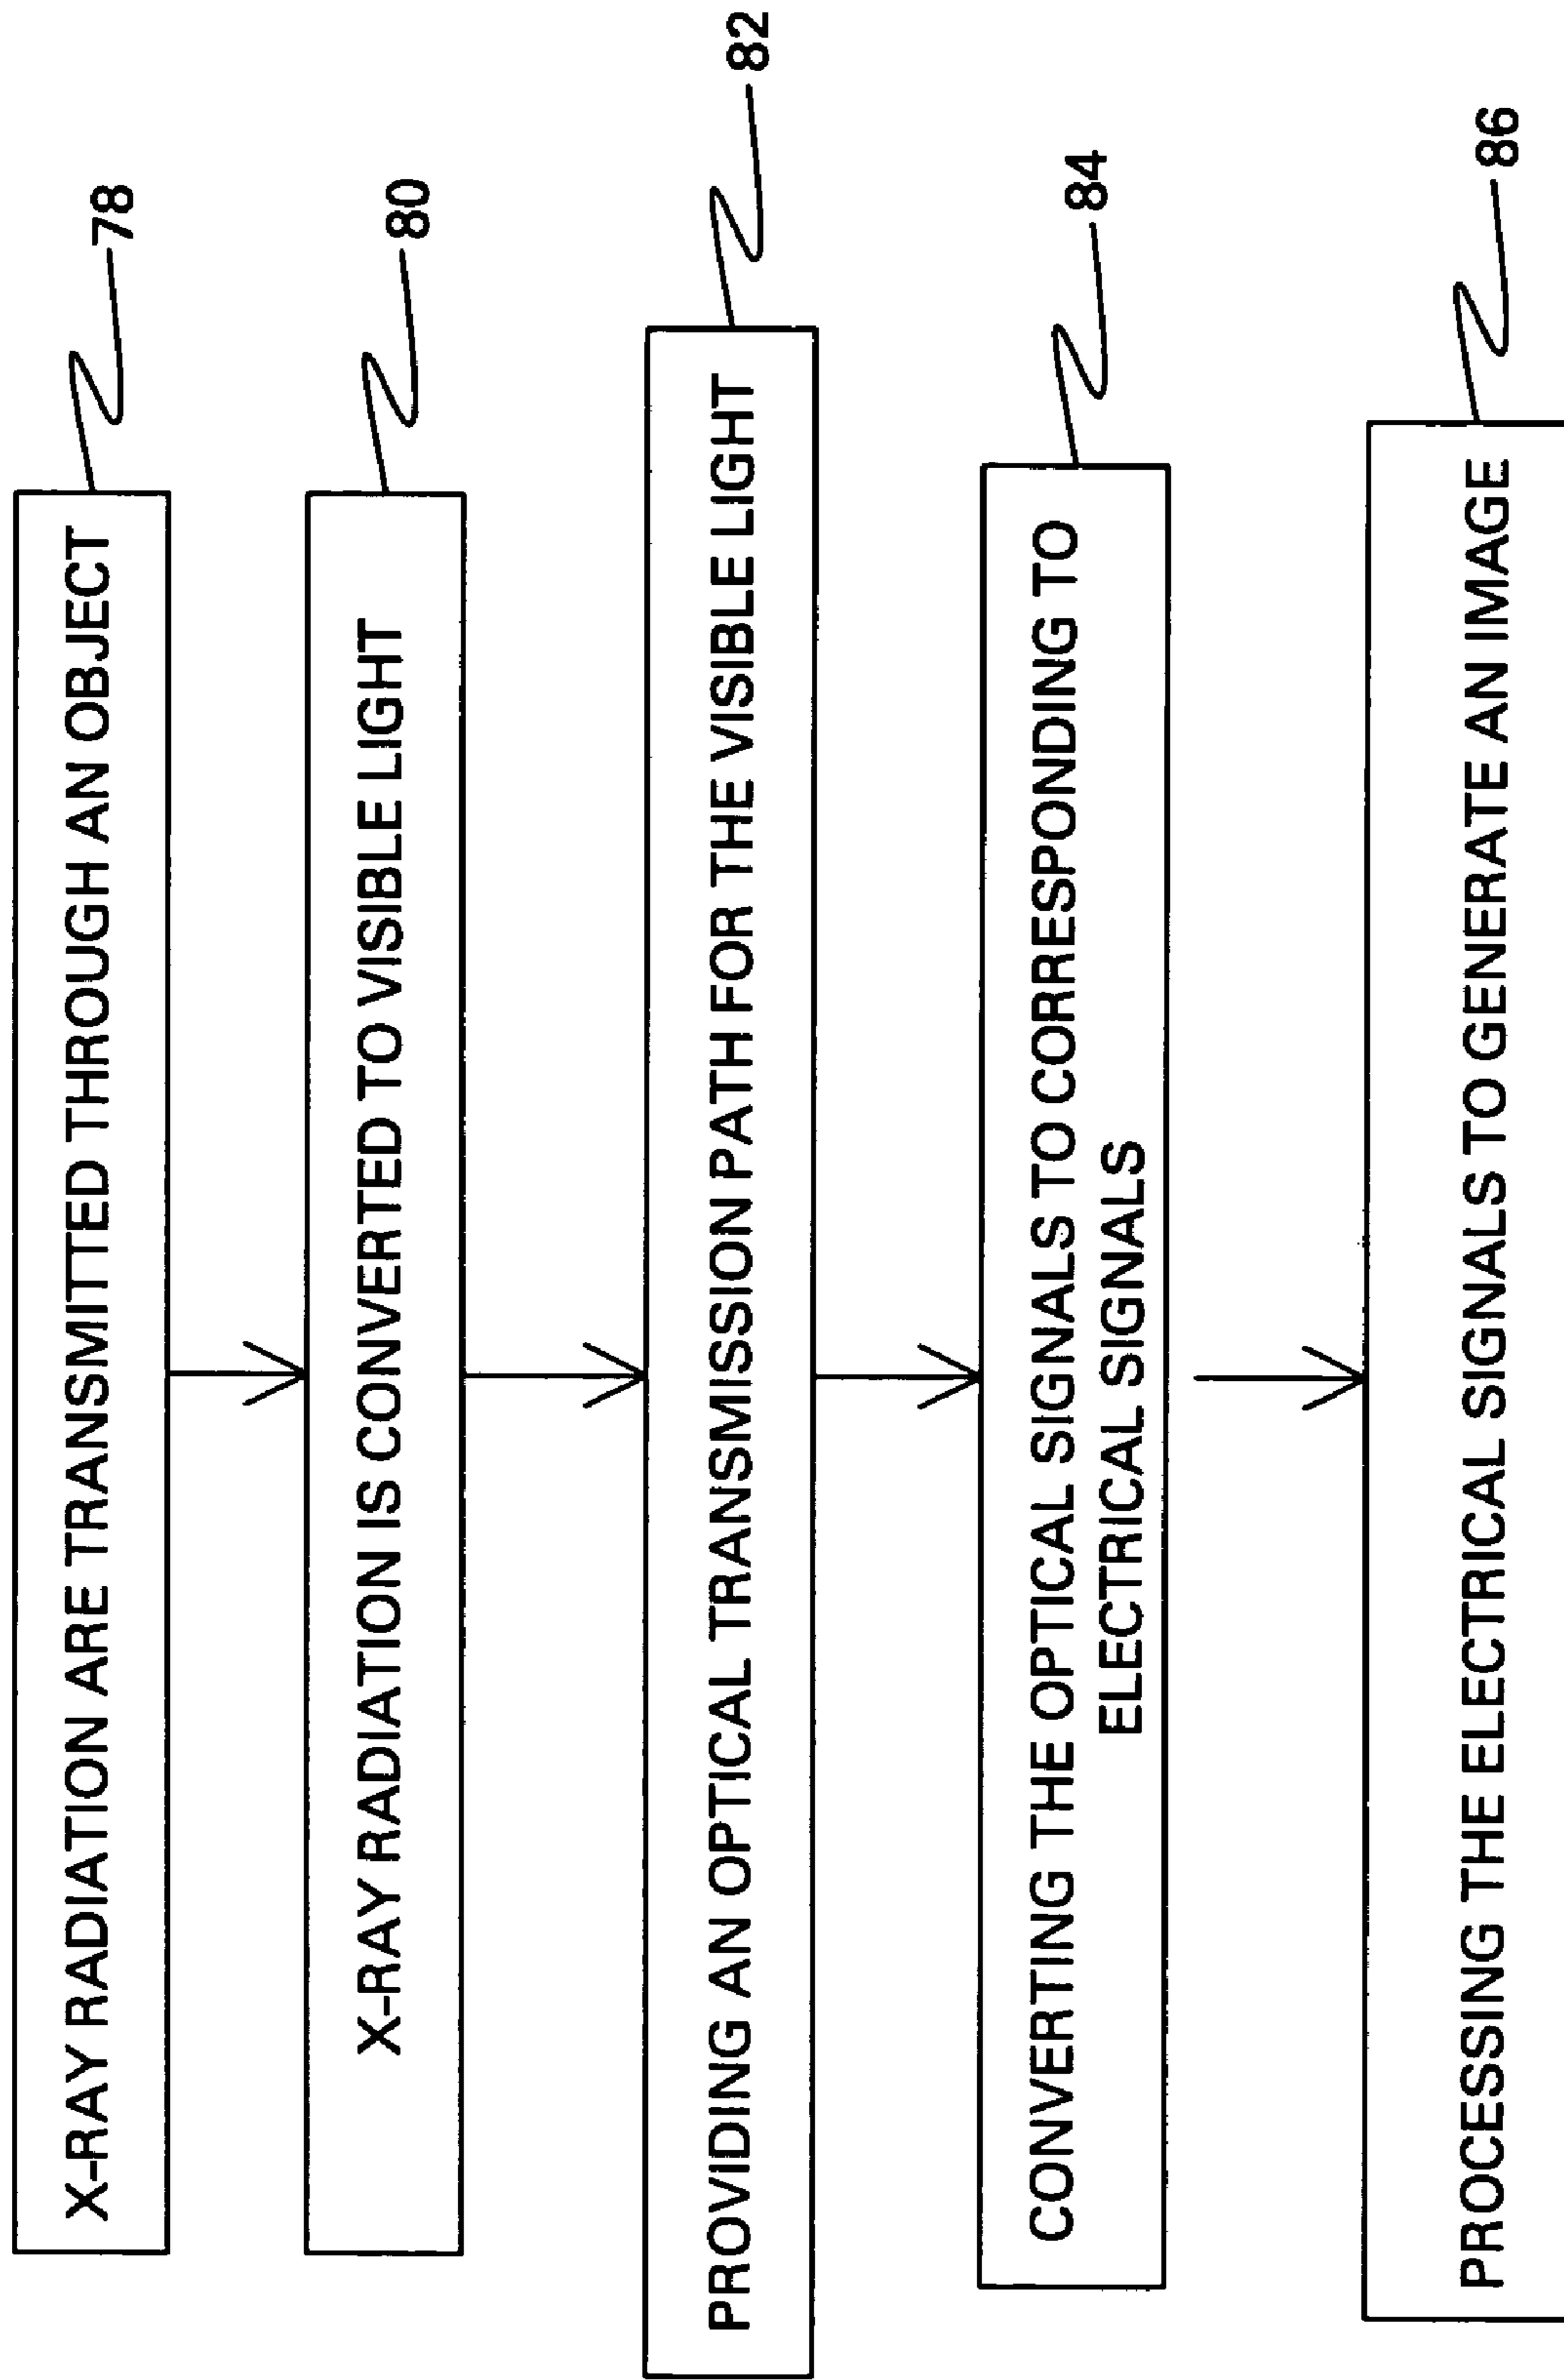 X-RAY RADIATION ARE TRANSMITTED THROUGH AN OBJECT
78
X-RAY RADIATION IS CONVERTED TO VISIBLE LIGHT
80
PROVIDING AN OPTICAL TRANSMISSION PATH FOR THE VISIBLE LIGHT
82
CONVERTING THE OPTICAL SIGNALS TO CORRESPONDING TO
ELECTRICAL SIGNALS
84
PROCESSING THE ELECTRICAL SIGNALS TO GENERATE AN IMAGE
86